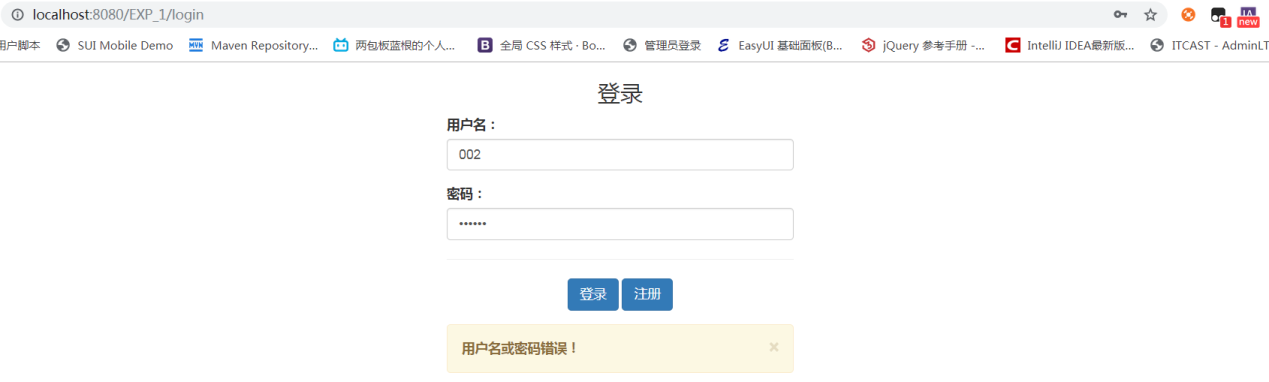 localhost:8080/EXP_1/login
1
new
用户脚本 SUI Mobile Demo MVN Maven Repository... 两包板蓝根的个人... B 全局 CSS 样式 · Bo... 管理员登录 EasyUI 基础面板(B... jQuery 参考手册 -... C IntelliJ IDEA最新版... ITCAST - AdminLT
登录
用户名：
002
密码：
••••••
登录 注册
用户名或密码错误！ ×